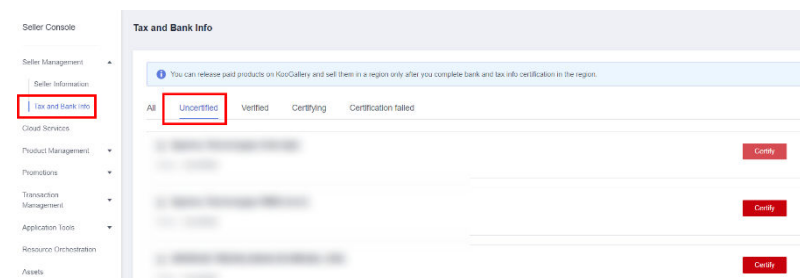 Seller Console
Tax and Bank Info
Seller Management
Seller Information
Tax and Bank Info
Cloud Services
Product Management
Promotions
Transaction
Management
Application Tools
Resource Orchestration
Assets
You can release paid products on KooGallery and sell them in a region only after you complete bank and tax info certification in the region.
All Uncertified Verified Certifying Certification failed
Certify
Certify
Certify